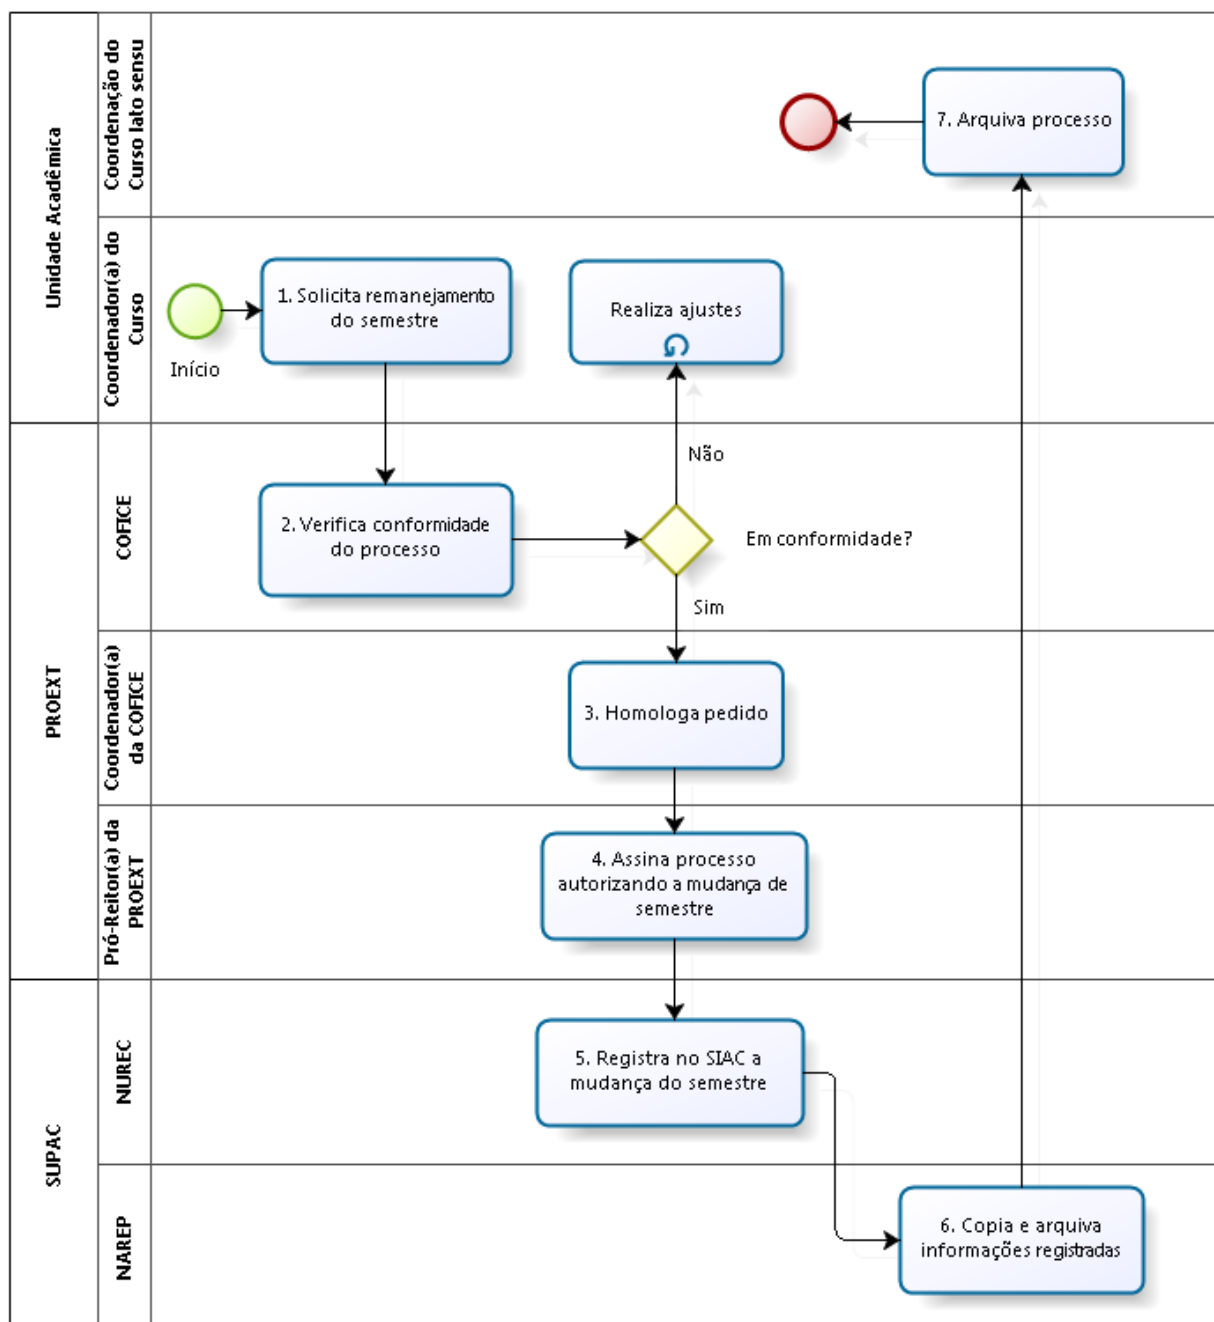 Unidade Acadêmica
Coordenação do
Curso lato sensu
7. Arquiva processo
Coordenador(a) do
Curso
Início
1. Solicita remanejamento
do semestre
Realiza ajustes
PROEXT
COFICE
2. Verifica conformidade
do processo
Não
Em conformidade?
Sim
Coordenador(a)
da COFICE
3. Homologa pedido
Pró-Reitor(a) da
PROEXT
4. Assina processo
autorizando a mudança de
semestre
SUPAC
NUREC
5. Registra no SIAC a
mudança do semestre
NAREP
6. Copia e arquiva
informações registradas